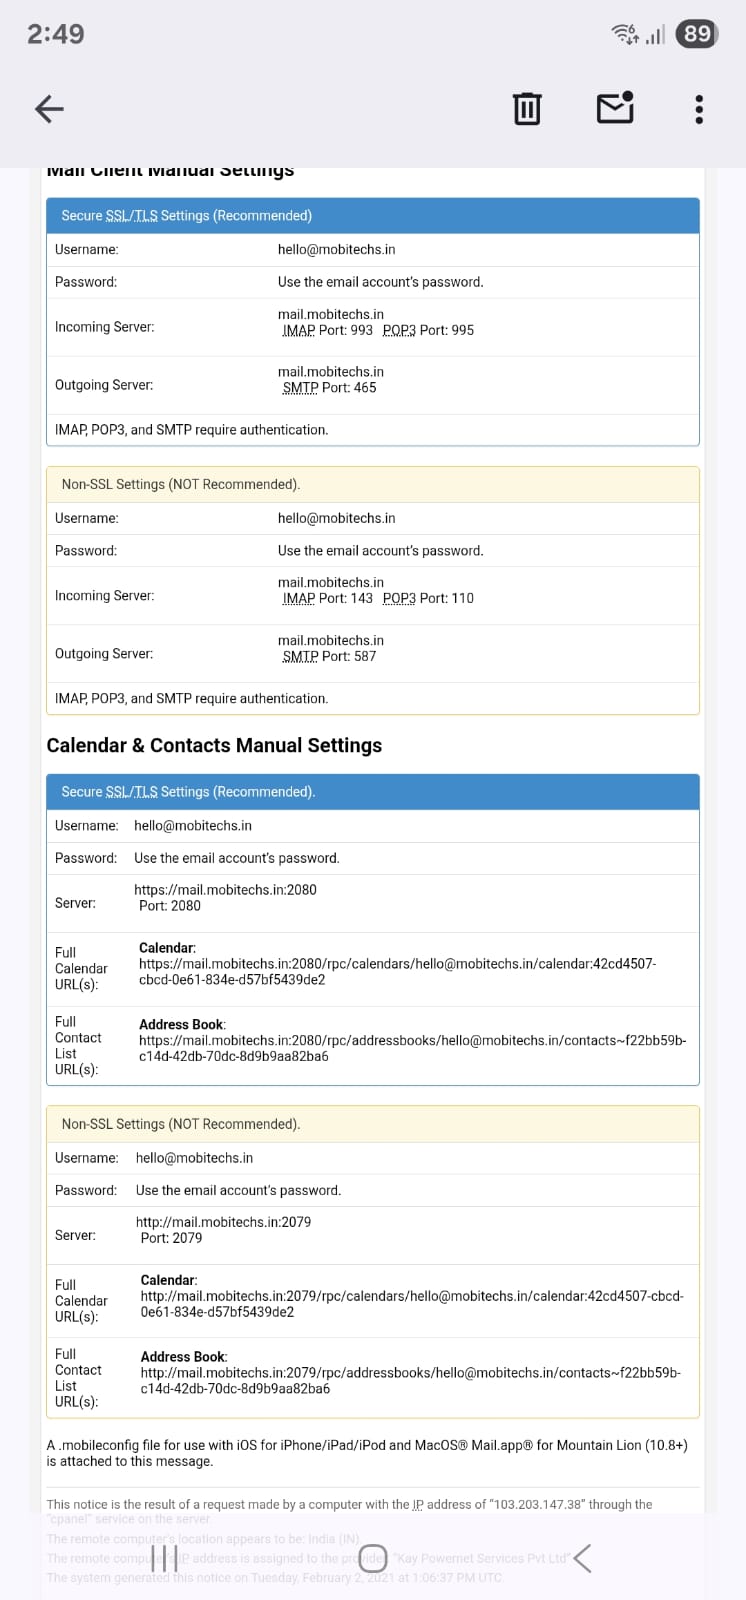 2:49
6
89
Mail Client Manual Settings
Secure SSL/TLS Settings (Recommended)
Username: hello@mobitechs.in
Password: Use the email account's password.
Incoming Server: mail.mobitechs.in
IMAP Port: 993 POP3 Port: 995
Outgoing Server: mail.mobitechs.in
SMTP Port: 465
IMAP, POP3, and SMTP require authentication.
Non-SSL Settings (NOT Recommended).
Username: hello@mobitechs.in
Password: Use the email account's password.
Incoming Server: mail.mobitechs.in
IMAP Port: 143 POP3 Port: 110
Outgoing Server: mail.mobitechs.in
SMTP Port: 587
IMAP, POP3, and SMTP require authentication.
Calendar & Contacts Manual Settings
Secure SSL/TLS Settings (Recommended).
Username: hello@mobitechs.in
Password: Use the email account's password.
Server: https://mail.mobitechs.in:2080
Port: 2080
Full
Calendar
URL(s):
Calendar:
https://mail.mobitechs.in:2080/rpc/calendars/hello@mobitechs.in/calendar:42cd4507-
cbcd-0e61-834e-d57bf5439de2
Full
Contact
List
URL(s):
Address Book:
https://mail.mobitechs.in:2080/rpc/addressbooks/hello@mobitechs.in/contacts~f22bb59b-
c14d-42db-70dc-8d9b9aa82ba6
Non-SSL Settings (NOT Recommended).
Username: hello@mobitechs.in
Password: Use the email account's password.
Server: http://mail.mobitechs.in:2079
Port: 2079
Full
Calendar
URL(s):
Calendar:
http://mail.mobitechs.in:2079/rpc/calendars/hello@mobitechs.in/calendar:42cd4507-cbcd-
0e61-834e-d57bf5439de2
Full
Contact
List
URL(s):
Address Book:
http://mail.mobitechs.in:2079/rpc/addressbooks/hello@mobitechs.in/contacts~f22bb59b-
c14d-42db-70dc-8d9b9aa82ba6
A .mobileconfig file for use with iOS for iPhone/iPad/iPod and MacOS® Mail.app® for Mountain Lion (10.8+)
is attached to this message.
This notice is the result of a request made by a computer with the IP address of "103.203.147.38" through the
"cpanel" service on the server.
The remote computer's location appears to be: India (IN).
The remote computer's IP address is assigned to the provider: "Kay Powernet Services Pvt Ltd"
The system generated this notice on Tuesday, February 2, 2021 at 1:06:37 PM UTC.